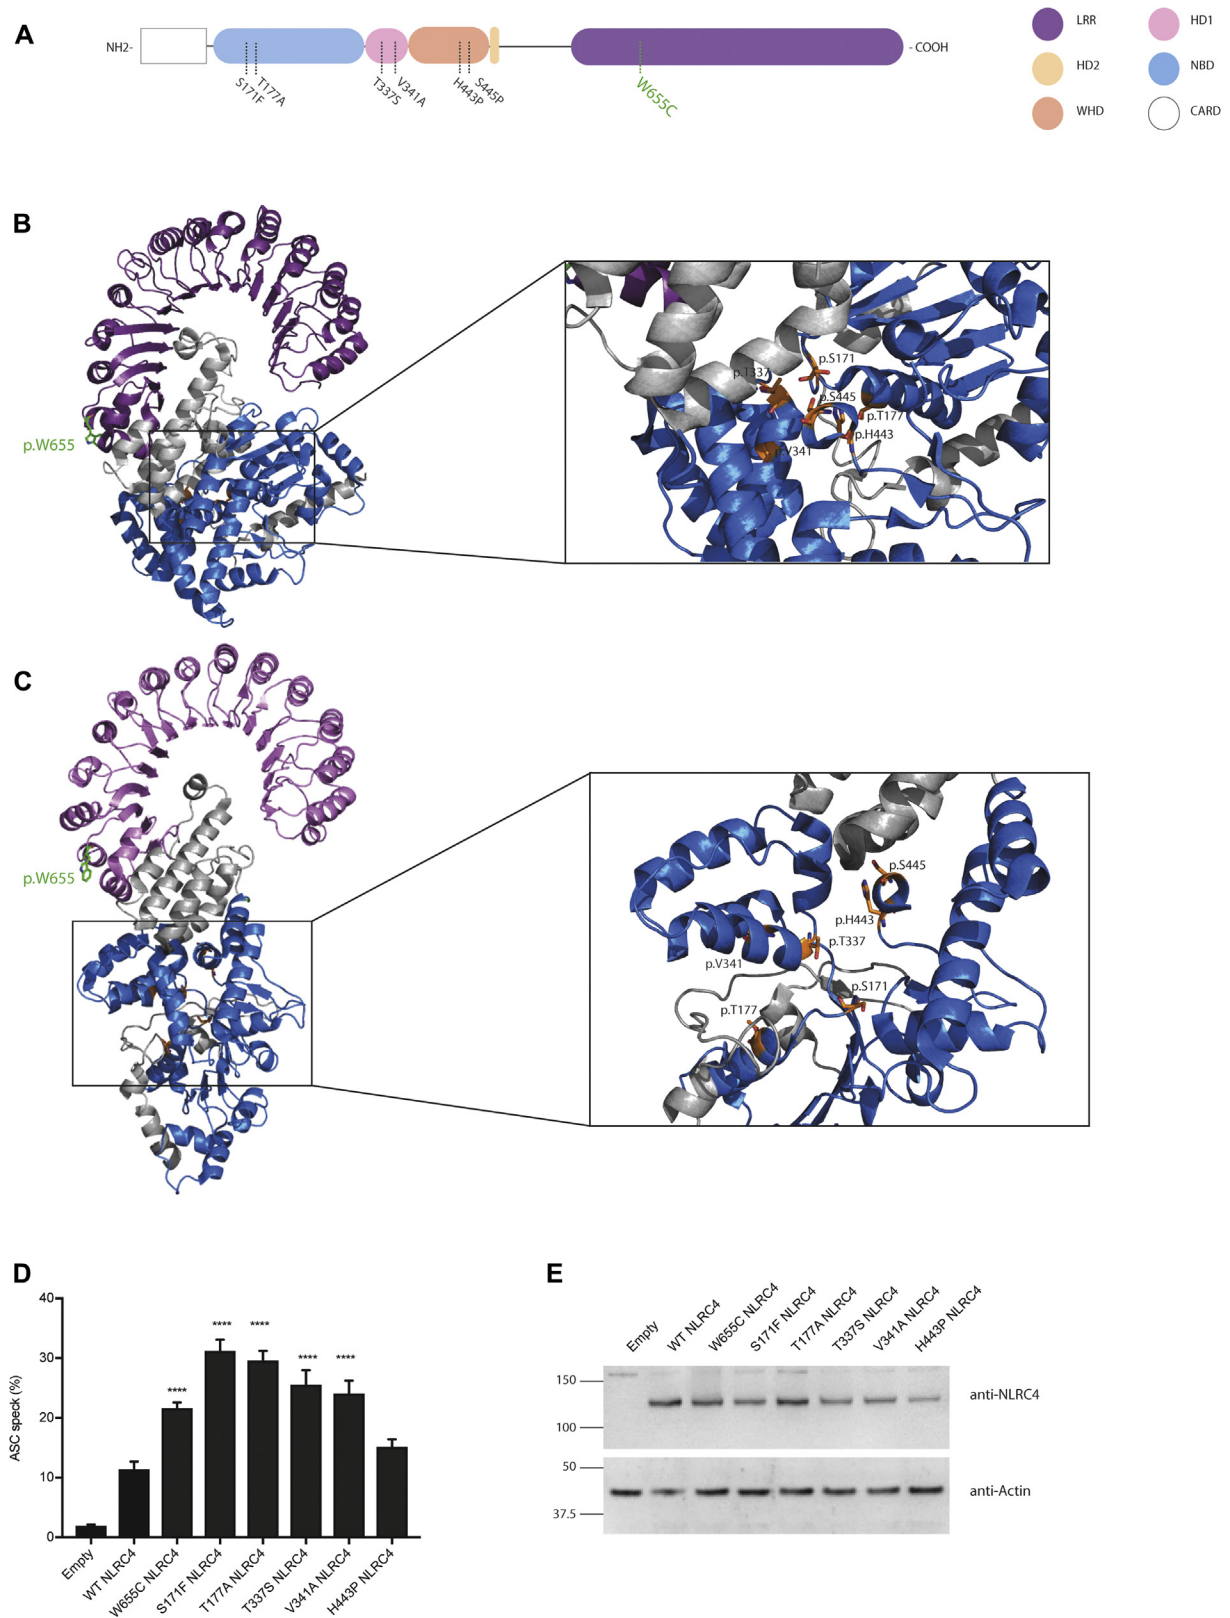 A
NH2-
- COOH
S171F
T177A
T337S
V341A
H443P
S445P
W655C
LRR
HD1
HD2
NBD
WHD
CARD
B
p.W655
p.S171
p.T337
p.S445
p.T177
p.H443
p.V341
C
p.W655
p.S445
p.H443
p.T337
p.V341
p.S171
p.T177
D
ASC speck (%)
40
30
20
10
0
****
****
****
****
****
Empty
WT NLRC4
W655C NLRC4
S171F NLRC4
T177A NLRC4
T337S NLRC4
V341A NLRC4
H443P NLRC4
E
Empty
WT NLRC4
W655C NLRC4
S171F NLRC4
T177A NLRC4
T337S NLRC4
V341A NLRC4
H443P NLRC4
150
100
anti-NLRC4
50
37.5
anti-Actin